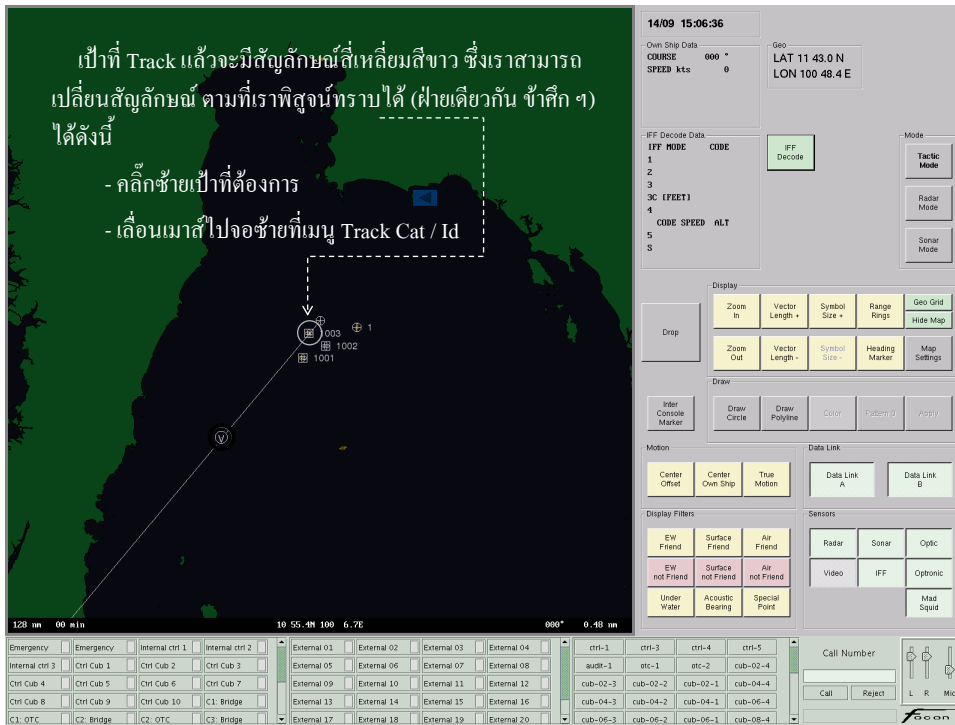 เป้าที่ Track แล้วจะมีสัญลักษณ์สี่เหลี่ยมสีขาว ซึ่งเราสามารถ
เปลี่ยนสัญลักษณ์ ตามที่เราพิสูจน์ทราบได้ (ฝ่ายเดียวกัน ข้าศึก ฯ)
ได้ดังนี้
- คลิ๊กซ้ายเป้าที่ต้องการ
- เลื่อนเมาส์ไปจอซ้ายที่เมนู Track Cat / Id
003
1
1002
1001
V
128 nm 00 min 10 55.4N 100 6.7E 000° 0.48 nm
14/09 15:06:36
Own Ship Data
COURSE 000 °
SPEED kts 0
Geo
LAT 11 43.0 N
LON 100 48.4 E
IFF Decode Data
IFF MODE CODE
1
2
3
3C [FEET]
4
CODE SPEED ALT
5
S
IFF
Decode
Mode
Tactic
Mode
Radar
Mode
Sonar
Mode
Drop
Display
Zoom
In
Vector
Length +
Symbol
Size +
Range
Rings
Geo Grid
Hide Map
Zoom
Out
Vector
Length -
Symbol
Size -
Heading
Marker
Map
Settings
Inter
Console
Marker
Draw
Draw
Circle
Draw
Polyline
Color
Pattern 0
Apply
Motion
Center
Offset
Center
Own Ship
True
Motion
Data Link
Data Link
A
Data Link
B
Display Filters
EW
Friend
Surface
Friend
Air
Friend
EW
not Friend
Surface
not Friend
Air
not Friend
Under
Water
Acoustic
Bearing
Special
Point
Sensors
Radar
Sonar
Optic
Video
IFF
Optronic
Mad
Squid
Emergency Emergency Internal ctrl 1 Internal ctrl 2
Internal ctrl 3 Ctrl Cub 1 Ctrl Cub 2 Ctrl Cub 3
Ctrl Cub 4 Ctrl Cub 5 Ctrl Cub 6 Ctrl Cub 7
Ctrl Cub 8 Ctrl Cub 9 Ctrl Cub 10 C1: Bridge
C1: OTC C2: Bridge C2: OTC C3: Bridge
External 01 External 02 External 03 External 04
External 05 External 06 External 07 External 08
External 09 External 10 External 11 External 12
External 13 External 14 External 15 External 16
External 17 External 18 External 19 External 20
ctrl-1 ctrl-3 ctrl-4 ctrl-5
audit-1 otc-1 otc-2 cub-02-4
cub-02-3 cub-02-2 cub-02-1 cub-04-4
cub-04-3 cub-04-2 cub-04-1 cub-06-4
cub-06-3 cub-06-2 cub-06-1 cub-08-4
Call Number
Call
Reject
L R Mic
Focon